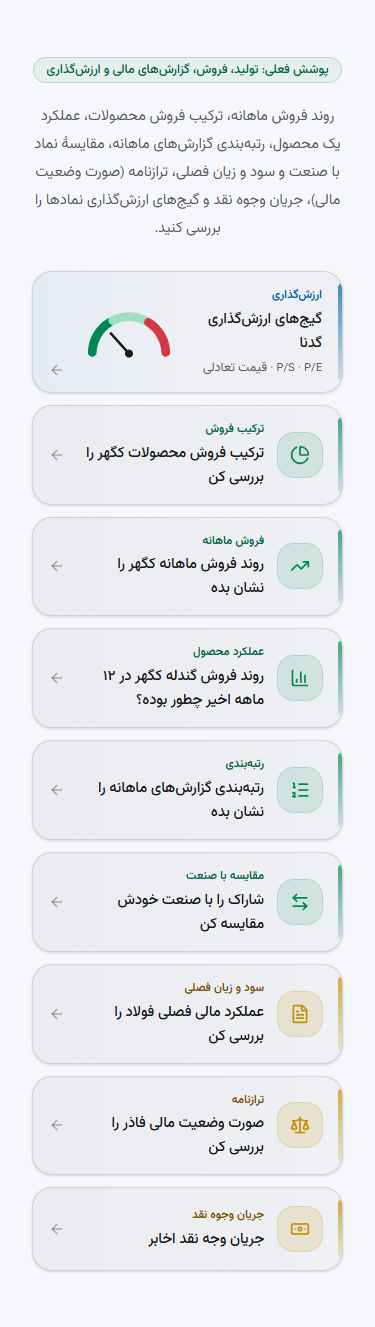 پوشش فعلی: تولید، فروش، گزارش‌های مالی و ارزش‌گذاری
روند فروش ماهانه، ترکیب فروش محصولات، عملکرد
یک محصول، رتبه‌بندی گزارش‌های ماهانه، مقایسهٔ نماد
با صنعت و سود و زیان فصلی، ترازنامه (صورت وضعیت
مالی)، جریان وجوه نقد و گیج‌های ارزش‌گذاری نمادها را
بررسی کنید.
ارزش‌گذاری
گیج‌های ارزش‌گذاری
گدنا
P/E · P/S · قیمت تعادلی
ترکیب فروش
ترکیب فروش محصولات کگهر را
بررسی کن
فروش ماهانه
روند فروش ماهانه کگهر را
نشان بده
عملکرد محصول
روند فروش گندله کگهر در ۱۲
ماهه اخیر چطور بوده؟
رتبه‌بندی
رتبه‌بندی گزارش‌های ماهانه را
نشان بده
مقایسه با صنعت
شاراک را با صنعت خودش
مقایسه کن
سود و زیان فصلی
عملکرد مالی فصلی فولاد را
بررسی کن
ترازنامه
صورت وضعیت مالی فاذر را
بررسی کن
جریان وجوه نقد
جریان وجه نقد اخابر